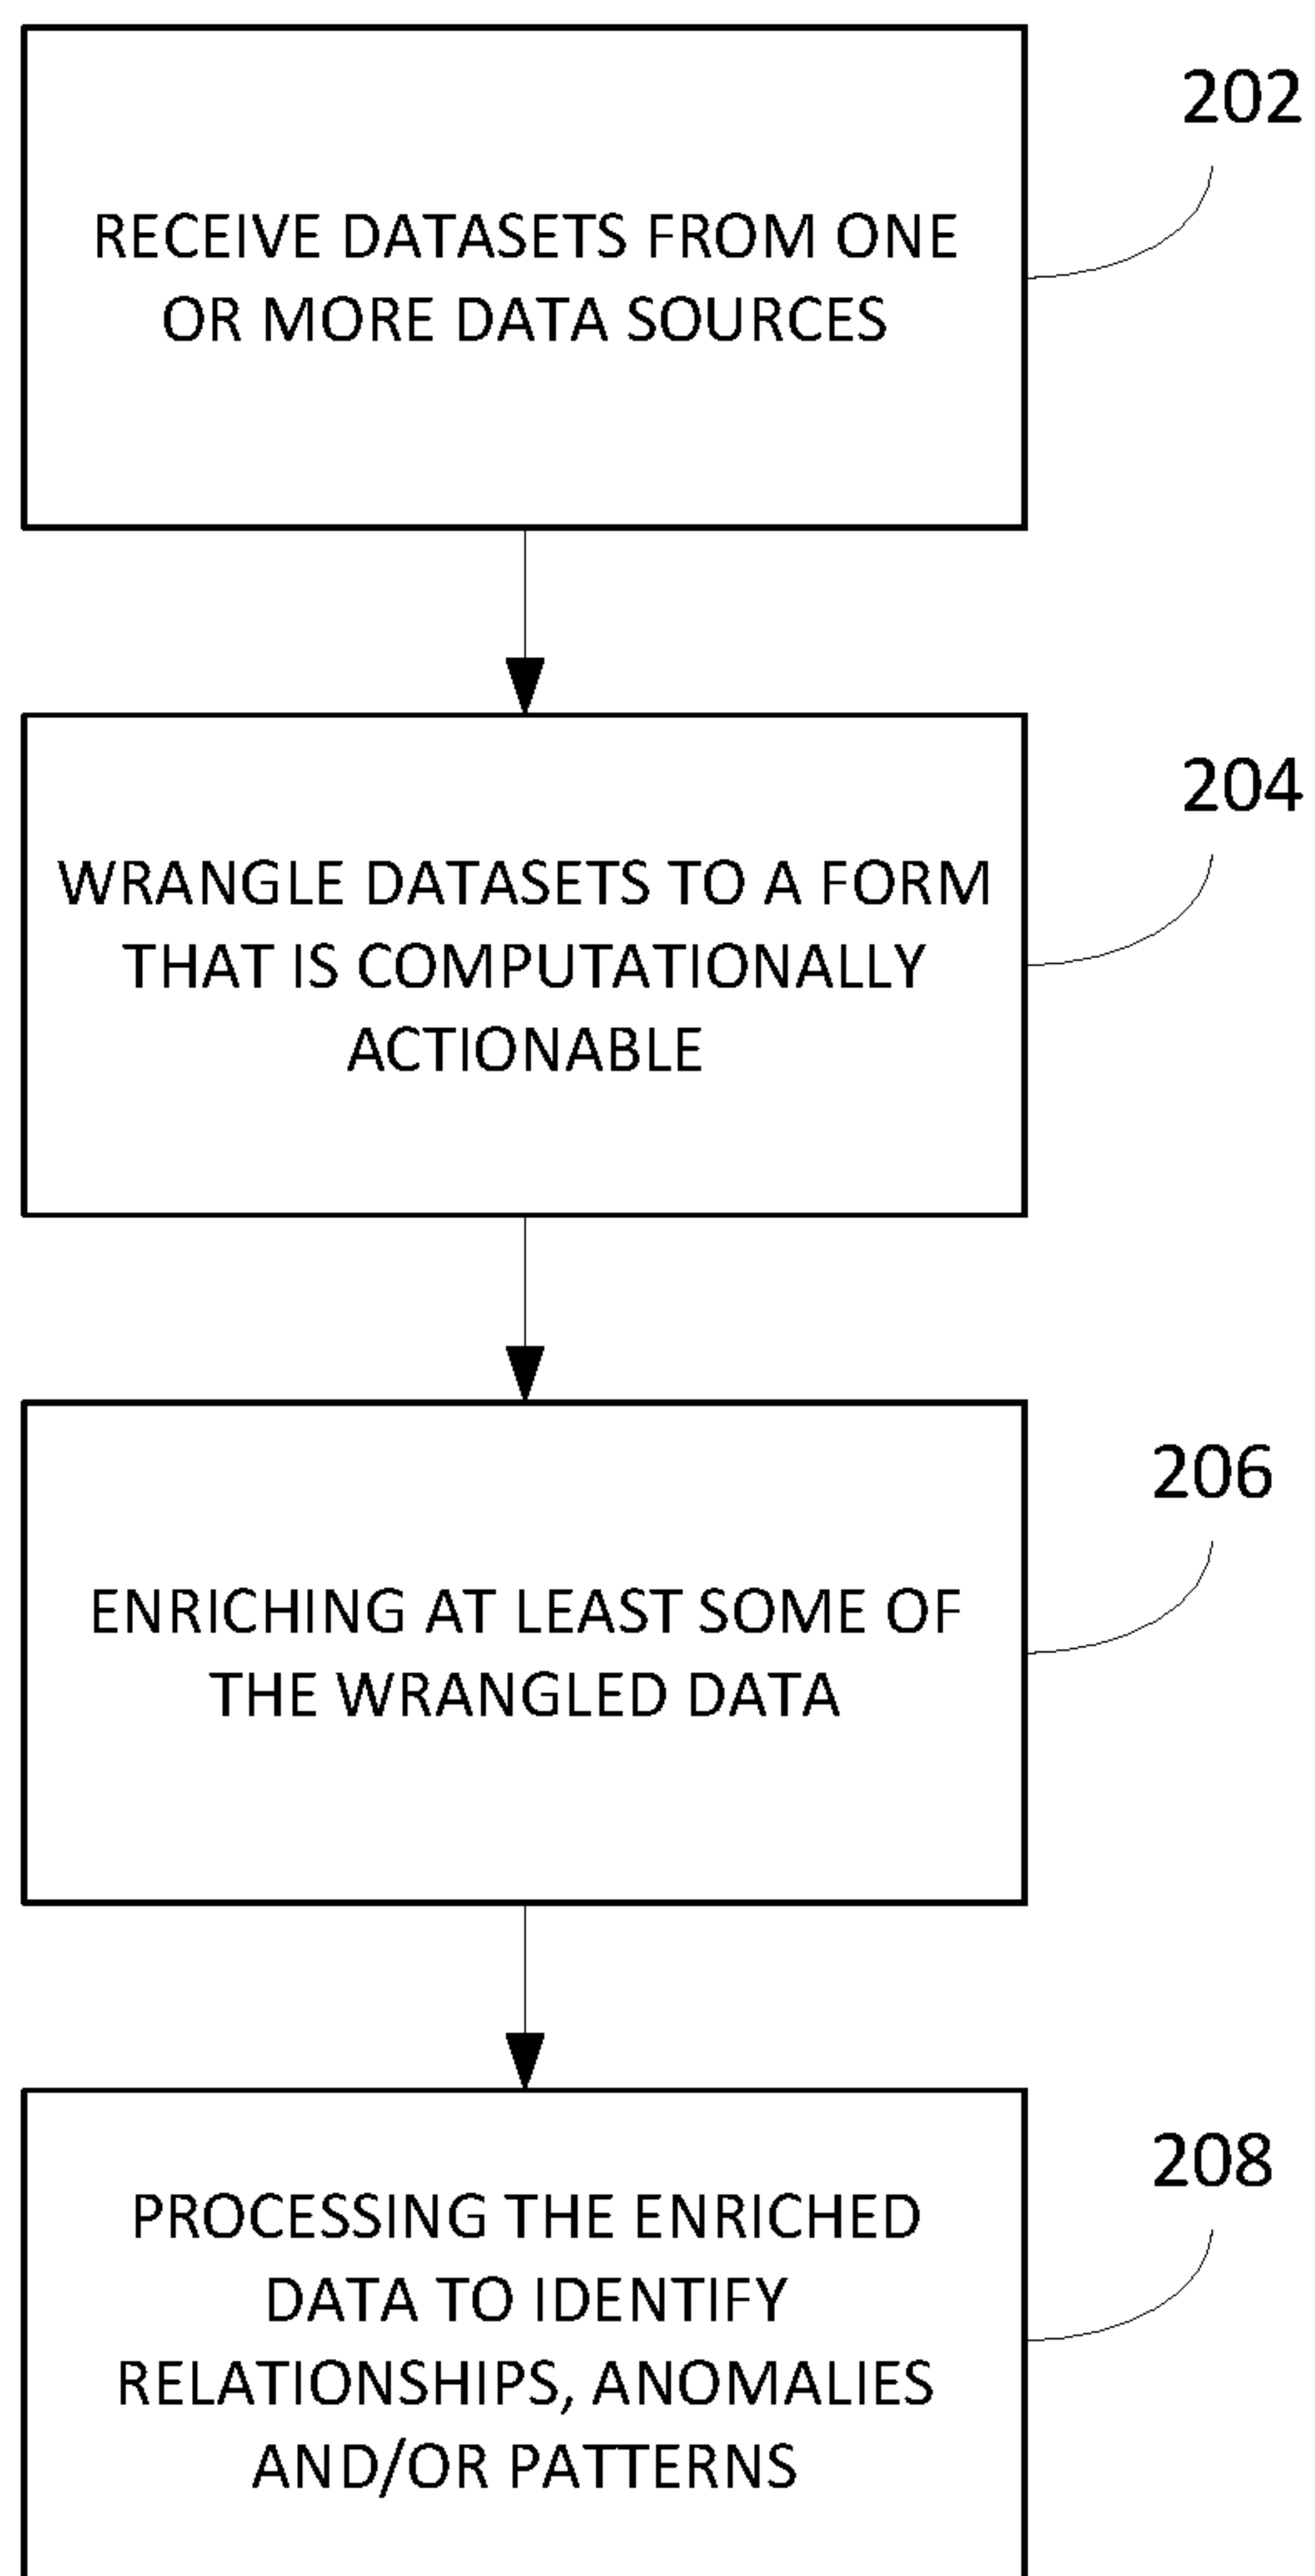 202
RECEIVE DATASETS FROM ONE
OR MORE DATA SOURCES
204
WRANGLE DATASETS TO A FORM
THAT IS COMPUTATIONALLY
ACTIONABLE
206
ENRICHING AT LEAST SOME OF
THE WRANGLED DATA
208
PROCESSING THE ENRICHED
DATA TO IDENTIFY
RELATIONSHIPS, ANOMALIES
AND/OR PATTERNS